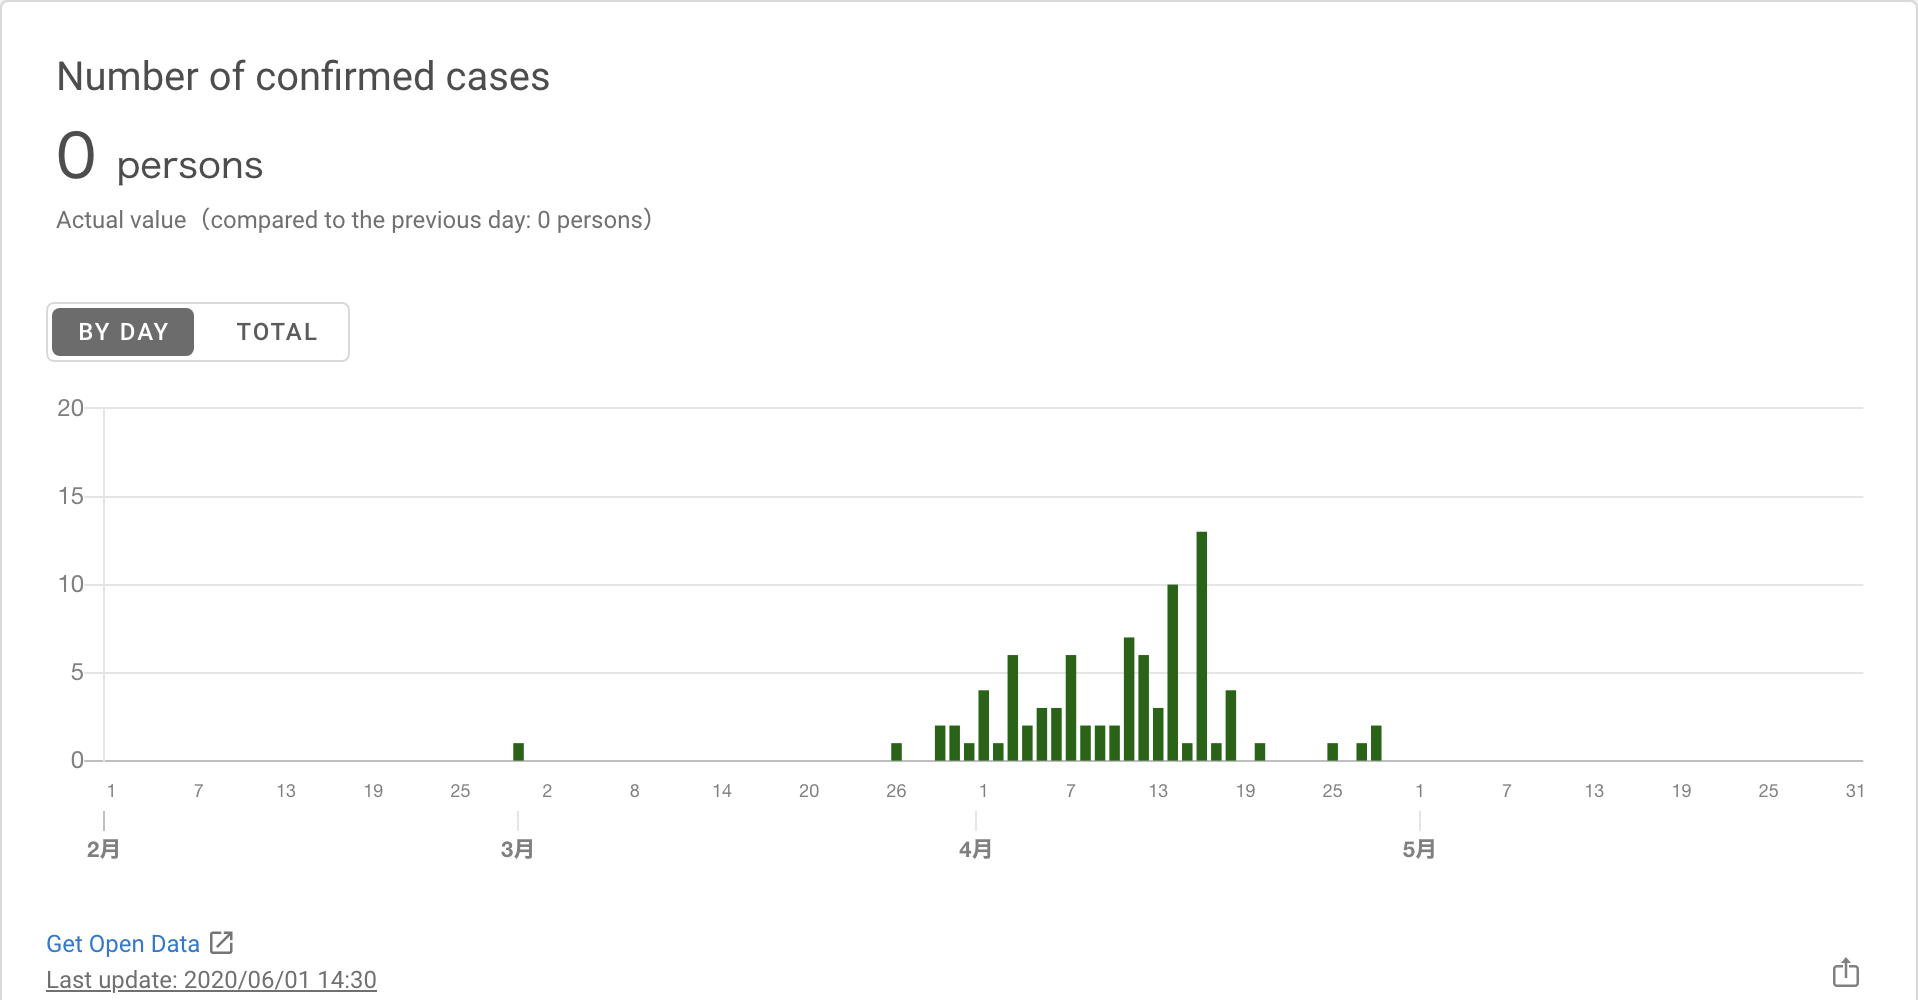 Number of confirmed cases
0 persons
Actual value（compared to the previous day: 0 persons）
BY DAY TOTAL
20
15
10
5
0
1 7 13 19 25 2 8 14 20 26 1 7 13 19 25 1 7 13 19 25 31
2月 3月 4月 5月
Get Open Data
Last update: 2020/06/01 14:30